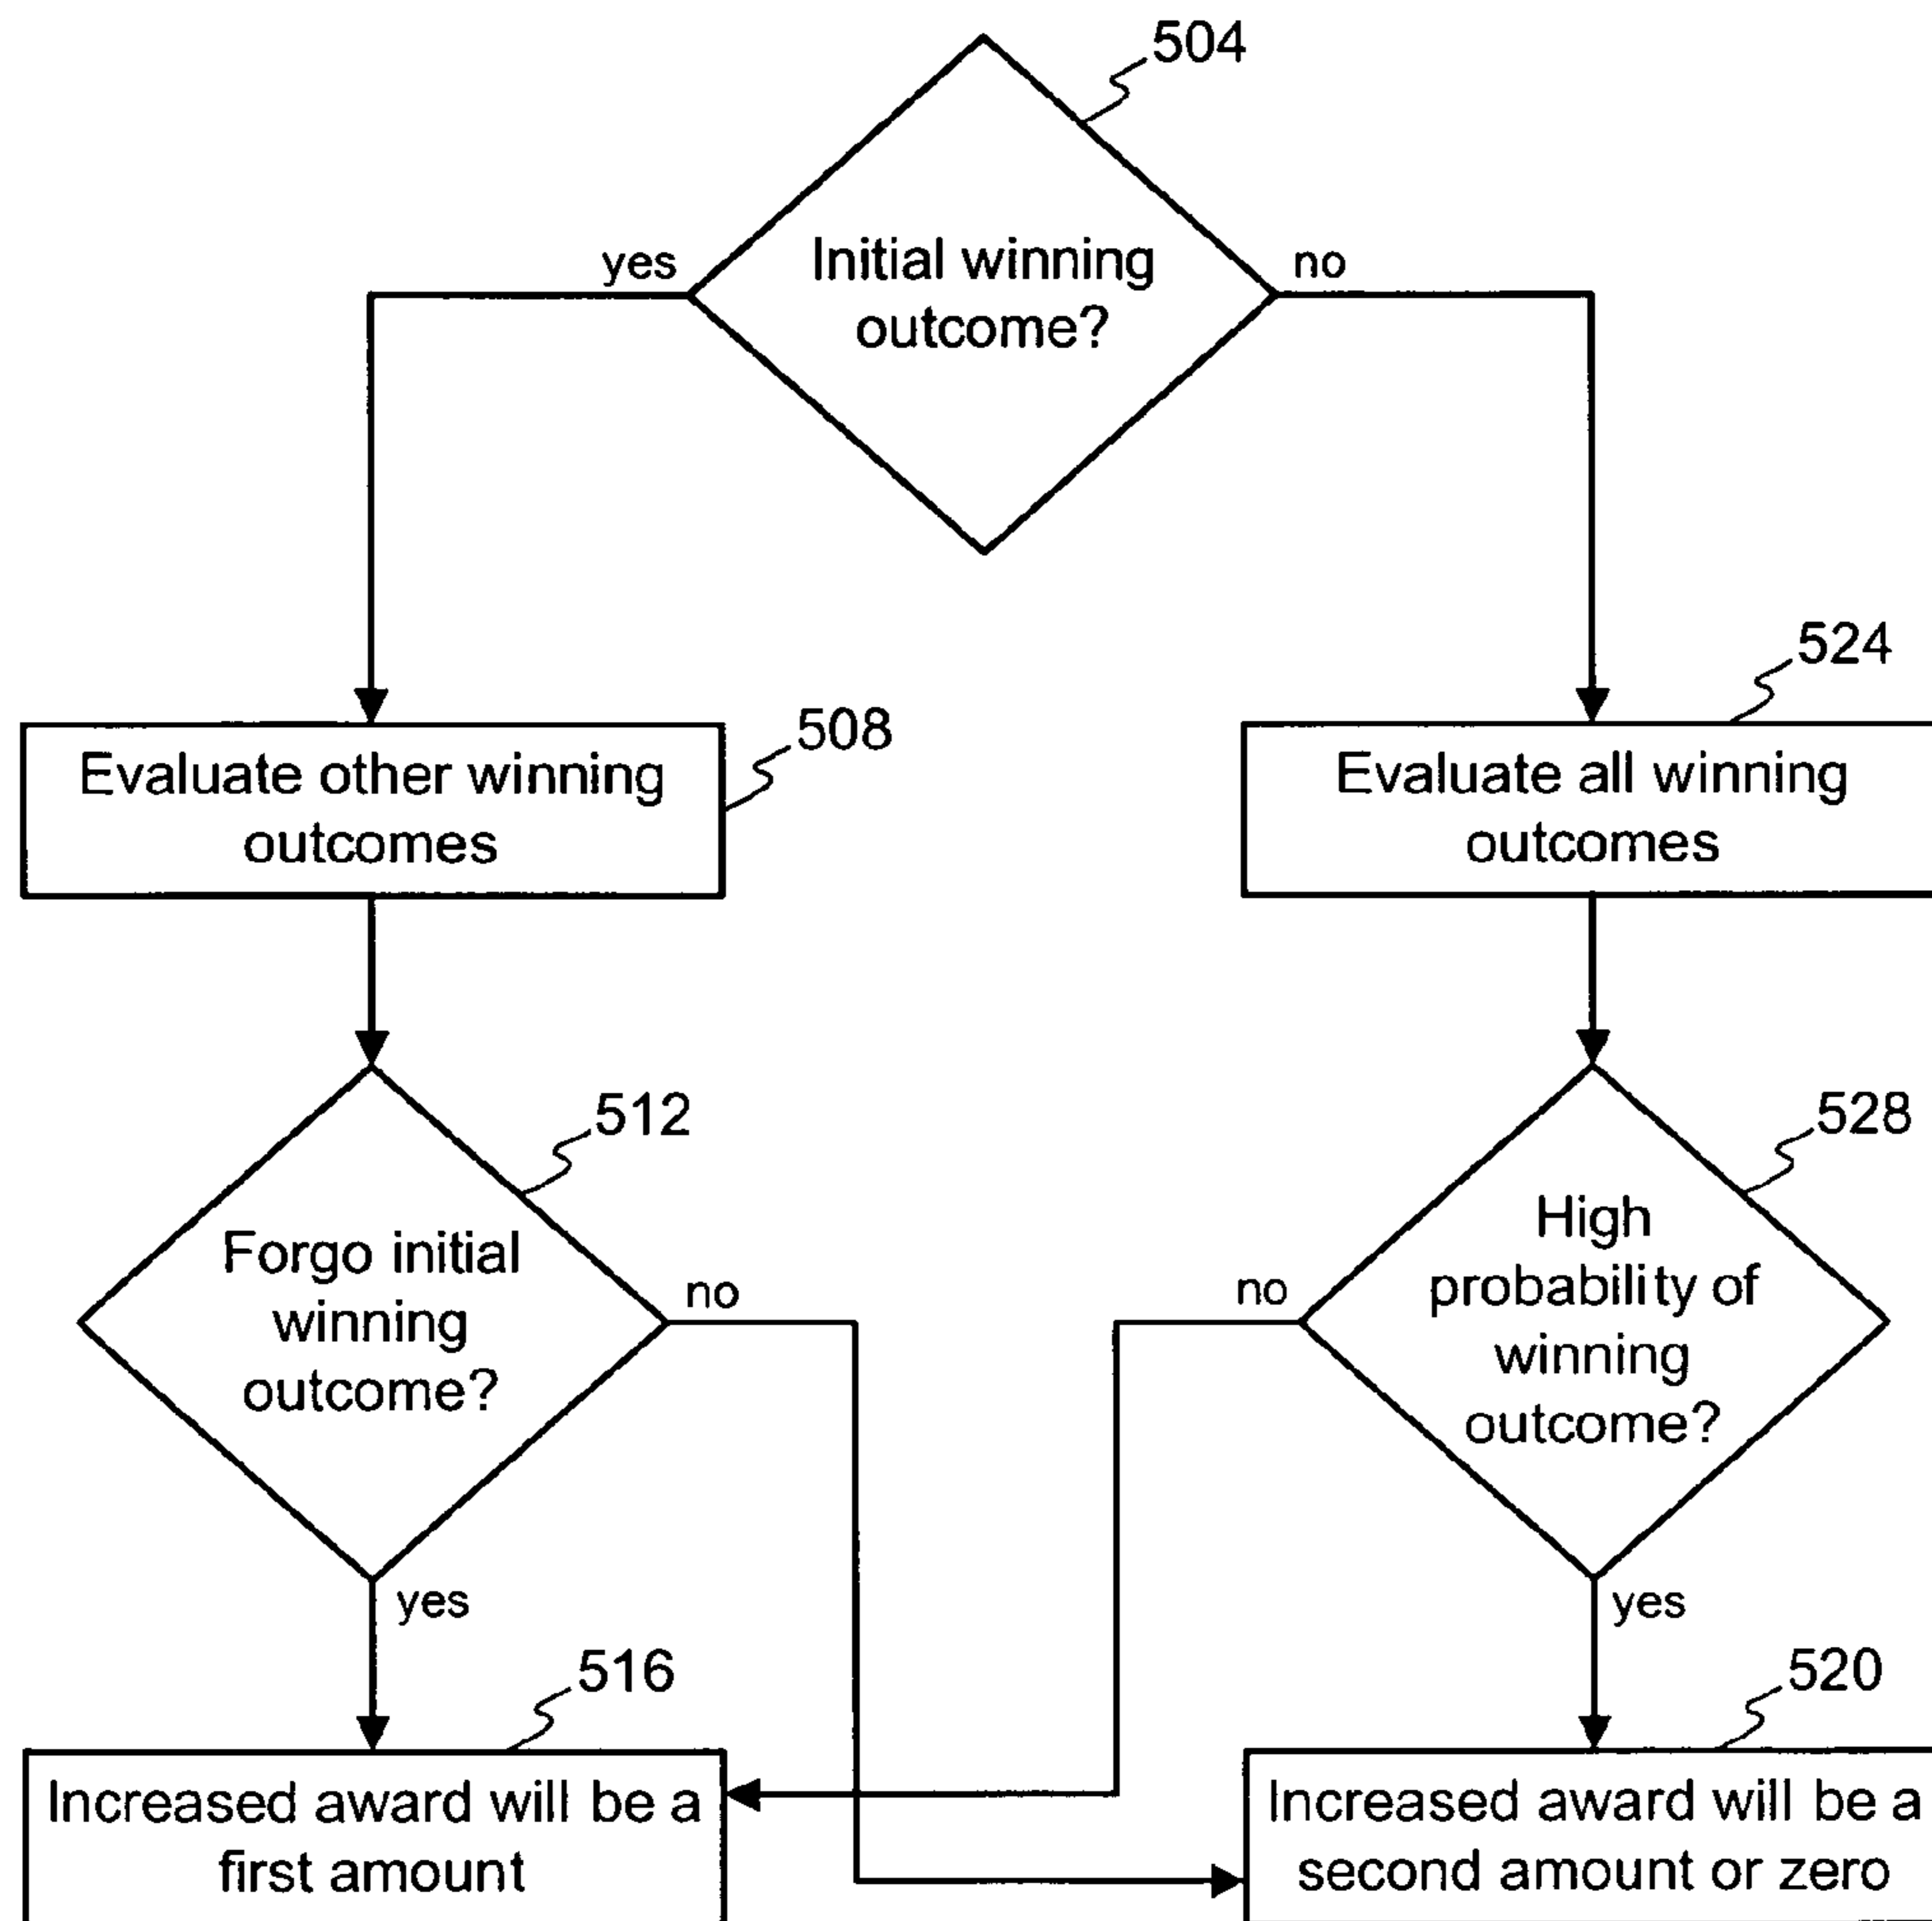 504
yes
Initial winning
outcome?
no
524
508
Evaluate other winning
outcomes
Evaluate all winning
outcomes
512
528
Forgo initial
winning
outcome?
no
no
High
probability of
winning
outcome?
yes
yes
516
520
Increased award will be a
first amount
Increased award will be a
second amount or zero